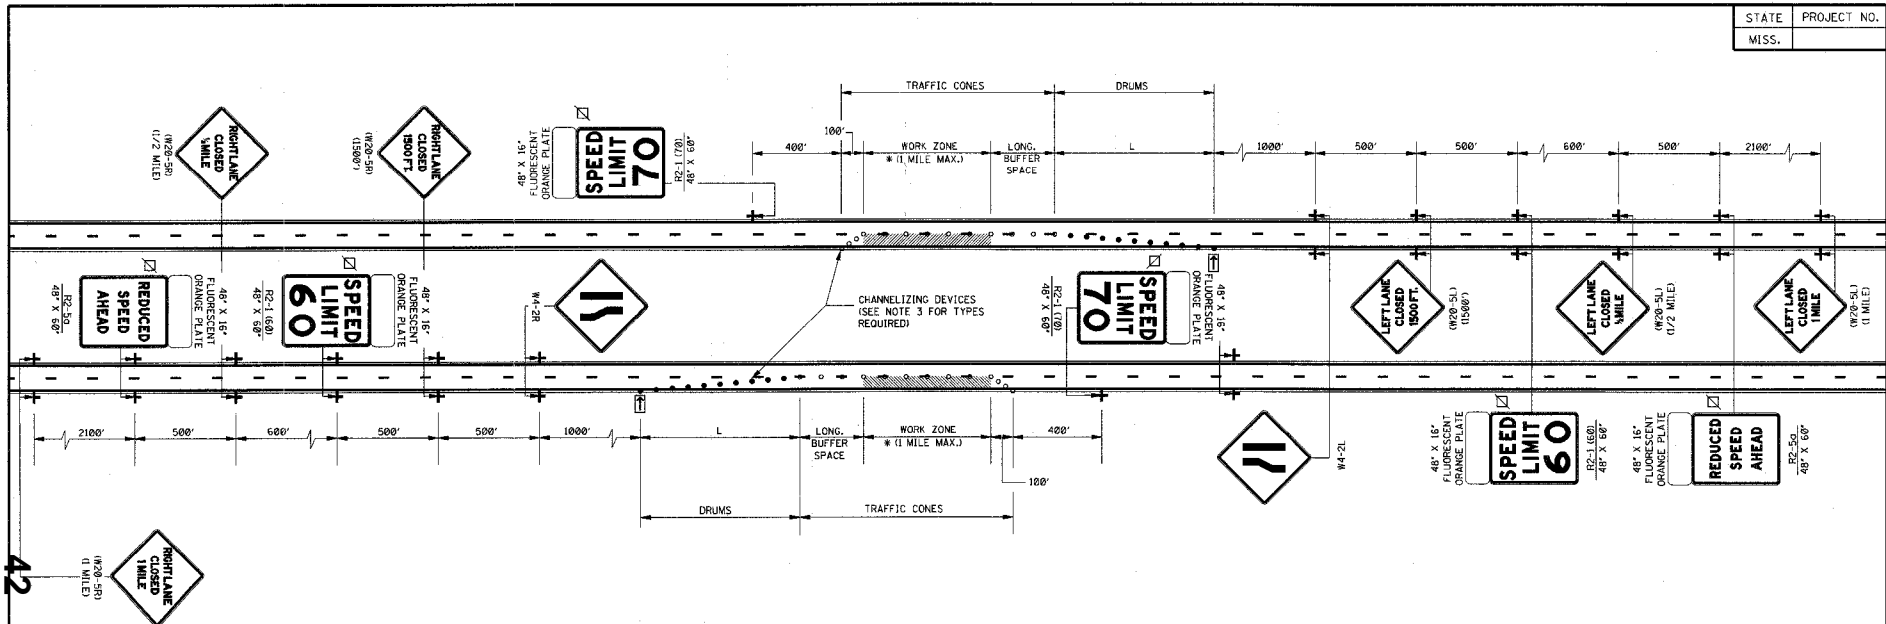 STATE PROJECT NO.
MISS.
TRAFFIC CONES DRUMS
400' 100' WORK ZONE LONG. L 1000' 500' 500' 600' 500' 2100'
* (1 MILE MAX.) BUFFER
SPACE
RIGHT LANE
CLOSED
½ MILE
(W20-5R)
(1/2 MILE)
RIGHT LANE
CLOSED
1500 FT.
(W20-5R)
(1500')
SPEED
LIMIT
70
R2-1 (70)
48" X 60"
48" X 16"
FLUORESCENT
ORANGE PLATE
REDUCED
SPEED
AHEAD
R2-5a
48" X 60"
48" X 16"
FLUORESCENT
ORANGE PLATE
SPEED
LIMIT
60
R2-1 (60)
48" X 60"
48" X 16"
FLUORESCENT
ORANGE PLATE
W4-2R
CHANNELIZING DEVICES
(SEE NOTE 3 FOR TYPES
REQUIRED)
SPEED
LIMIT
70
R2-1 (70)
48" X 60"
48" X 16"
FLUORESCENT
ORANGE PLATE
LEFT LANE
CLOSED
1500 FT.
(W20-5L)
(1500')
LEFT LANE
CLOSED
½ MILE
(W20-5L)
(1/2 MILE)
LEFT LANE
CLOSED
1 MILE
(W20-5L)
(1 MILE)
2100' 500' 600' 500' 500' 1000' L LONG. WORK ZONE 400'
BUFFER * (1 MILE MAX.)
SPACE
100'
DRUMS TRAFFIC CONES
W4-2L
SPEED
LIMIT
60
R2-1 (60)
48" X 60"
48" X 16"
FLUORESCENT
ORANGE PLATE
REDUCED
SPEED
AHEAD
R2-5a
48" X 60"
48" X 16"
FLUORESCENT
ORANGE PLATE
RIGHT LANE
CLOSED
1 MILE
(W20-5R)
(1 MILE)
42